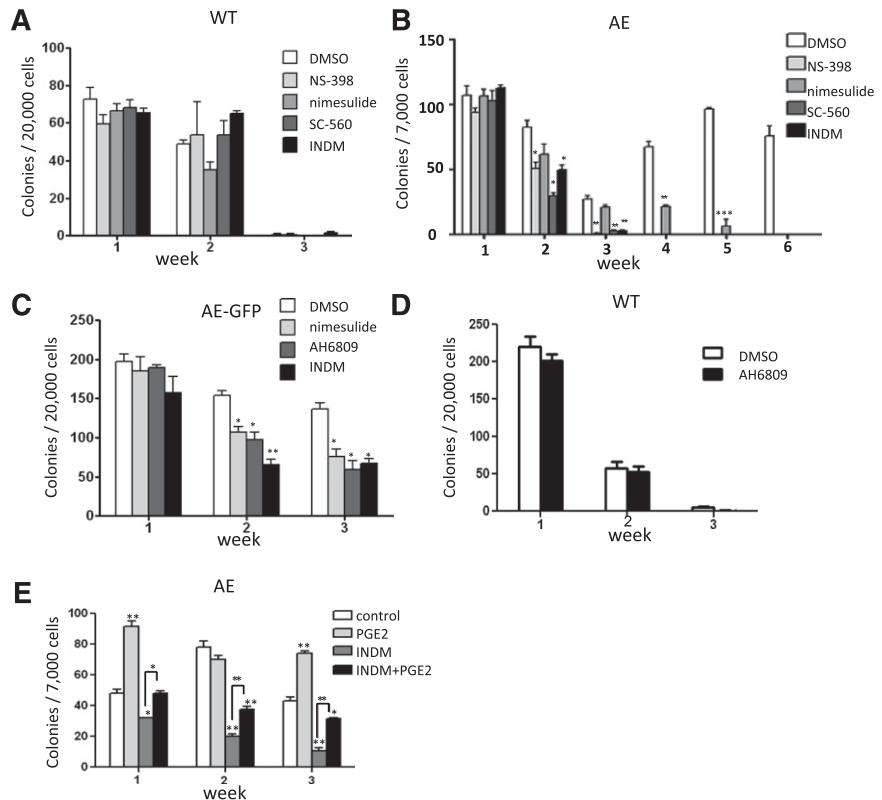 A
WT
Colonies / 20,000 cells
100
80
60
40
20
0
1
2
3
week
DMSO
NS-398
nimesulide
SC-560
INDM
B
AE
Colonies / 7,000 cells
150
100
50
0
* * *
** ** **
**
***
1
2
3
4
5
6
week
DMSO
NS-398
nimesulide
SC-560
INDM
C
AE-GFP
Colonies / 20,000 cells
250
200
150
100
50
0
* * **
* * *
1
2
3
week
DMSO
nimesulide
AH6809
INDM
D
WT
Colonies / 20,000 cells
250
200
150
100
50
0
1
2
3
week
DMSO
AH6809
E
AE
Colonies / 7,000 cells
100
80
60
40
20
0
** * *
** ** **
** ** ** *
1
2
3
week
control
PGE2
INDM
INDM+PGE2